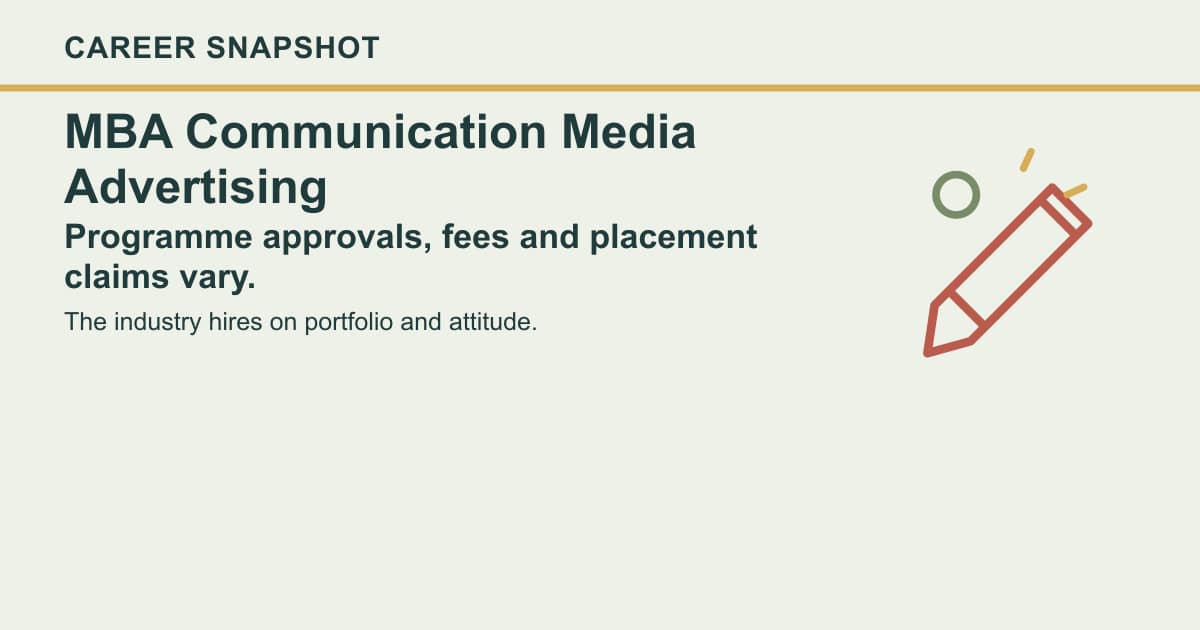 CAREER SNAPSHOT
MBA Communication Media
Advertising
Programme approvals, fees and placement
claims vary.
The industry hires on portfolio and attitude.